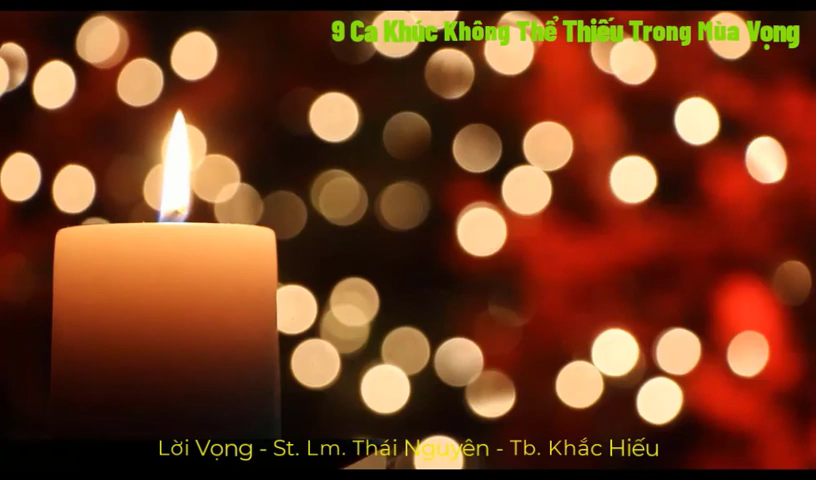 9 Ca Khúc Không Thể Thiếu Trong Mùa Vọng
Lời Vọng - St. Lm. Thái Nguyên - Tb. Khắc Hiếu